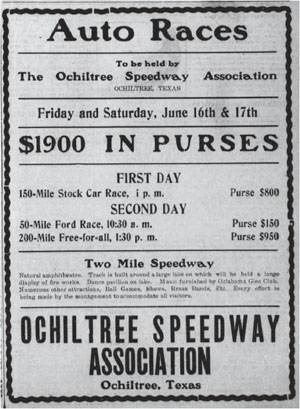 Auto Races
To be held by
The Ochiltree Speedway Association
OCHILTREE, TEXAS
Friday and Saturday, June 16th & 17th
$1900 IN PURSES
FIRST DAY
150-Mile Stock Car Race, 1 p. m. Purse $800
SECOND DAY
50-Mile Ford Race, 10:30 a. m. Purse $150
200-Mile Free-for-all, 1:30 p. m. Purse $950
Two Mile Speedway
Natural amphitheatre. Track is built around a large lake on which will be held a large
display of fire works. Dance pavilion on lake. Music furnished by Oklahoma Glee Club.
Numerous other attractions, Ball Games, Shows, Brass Bands, Etc. Every effort is
being made by the management to accommodate all visitors.
OCHILTREE SPEEDWAY
ASSOCIATION
Ochiltree, Texas